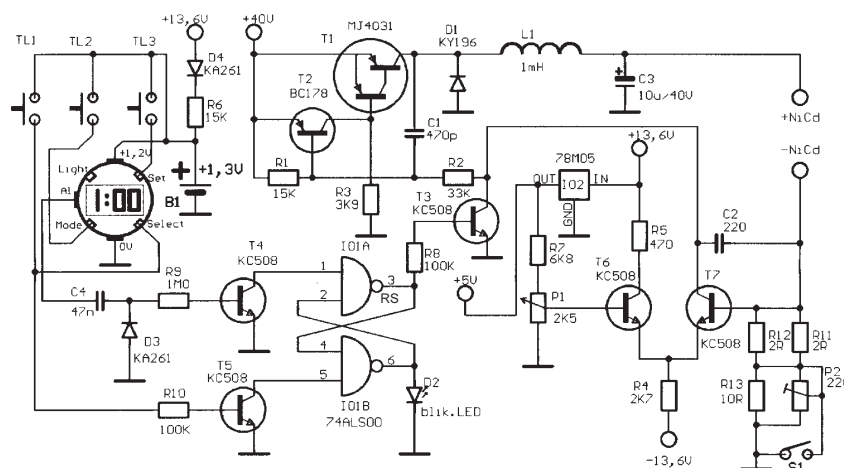 TL1
TL2
TL3
+13,6V
D4
KA261
R6
15K
+1,2V
Light
Set
Al
1:00
Mode
Select
0V
+
+1,3V
B1
+40V
T1
MJ4031
T2
BC178
R1
15K
R3
3K9
C1
470p
R2
33K
D1
KY196
L1
1mH
+
C3
10u/40V
+NiCd
-NiCd
T3
KC508
78M05
OUT
IO2
IN
GND
+13,6V
R5
470
C2
220
R7
6K8
P1
2K5
+5V
T6
KC508
T7
KC508
R4
2K7
-13,6V
R12
2R
R11
2R
R13
10R
P2
220
S1
C4
47n
D3
KA261
R9
1M0
T4
KC508
IO1A
1
2
3
RS
R8
100K
T5
KC508
R10
100K
4
5
6
IO1B
74ALS00
D2
blik.LED